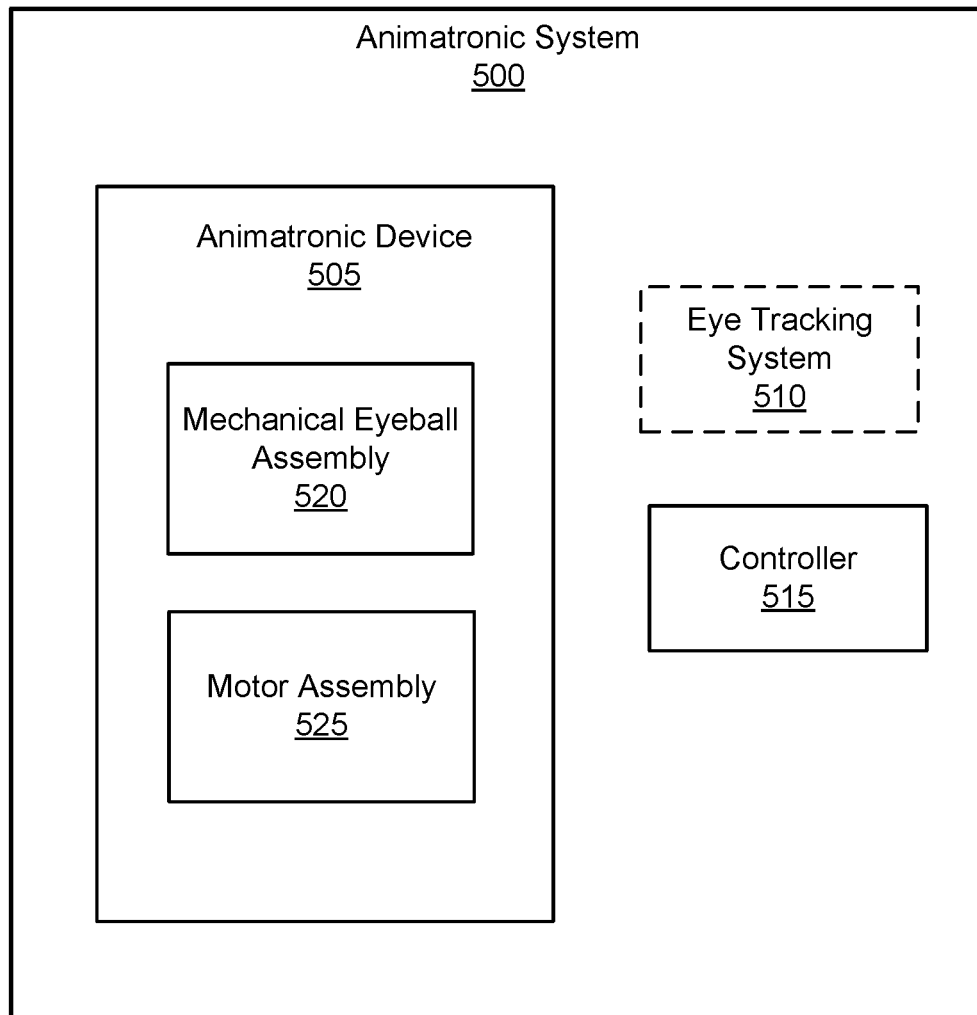 Animatronic System
500
Animatronic Device
505
Mechanical Eyeball
Assembly
520
Motor Assembly
525
Eye Tracking
System
510
Controller
515